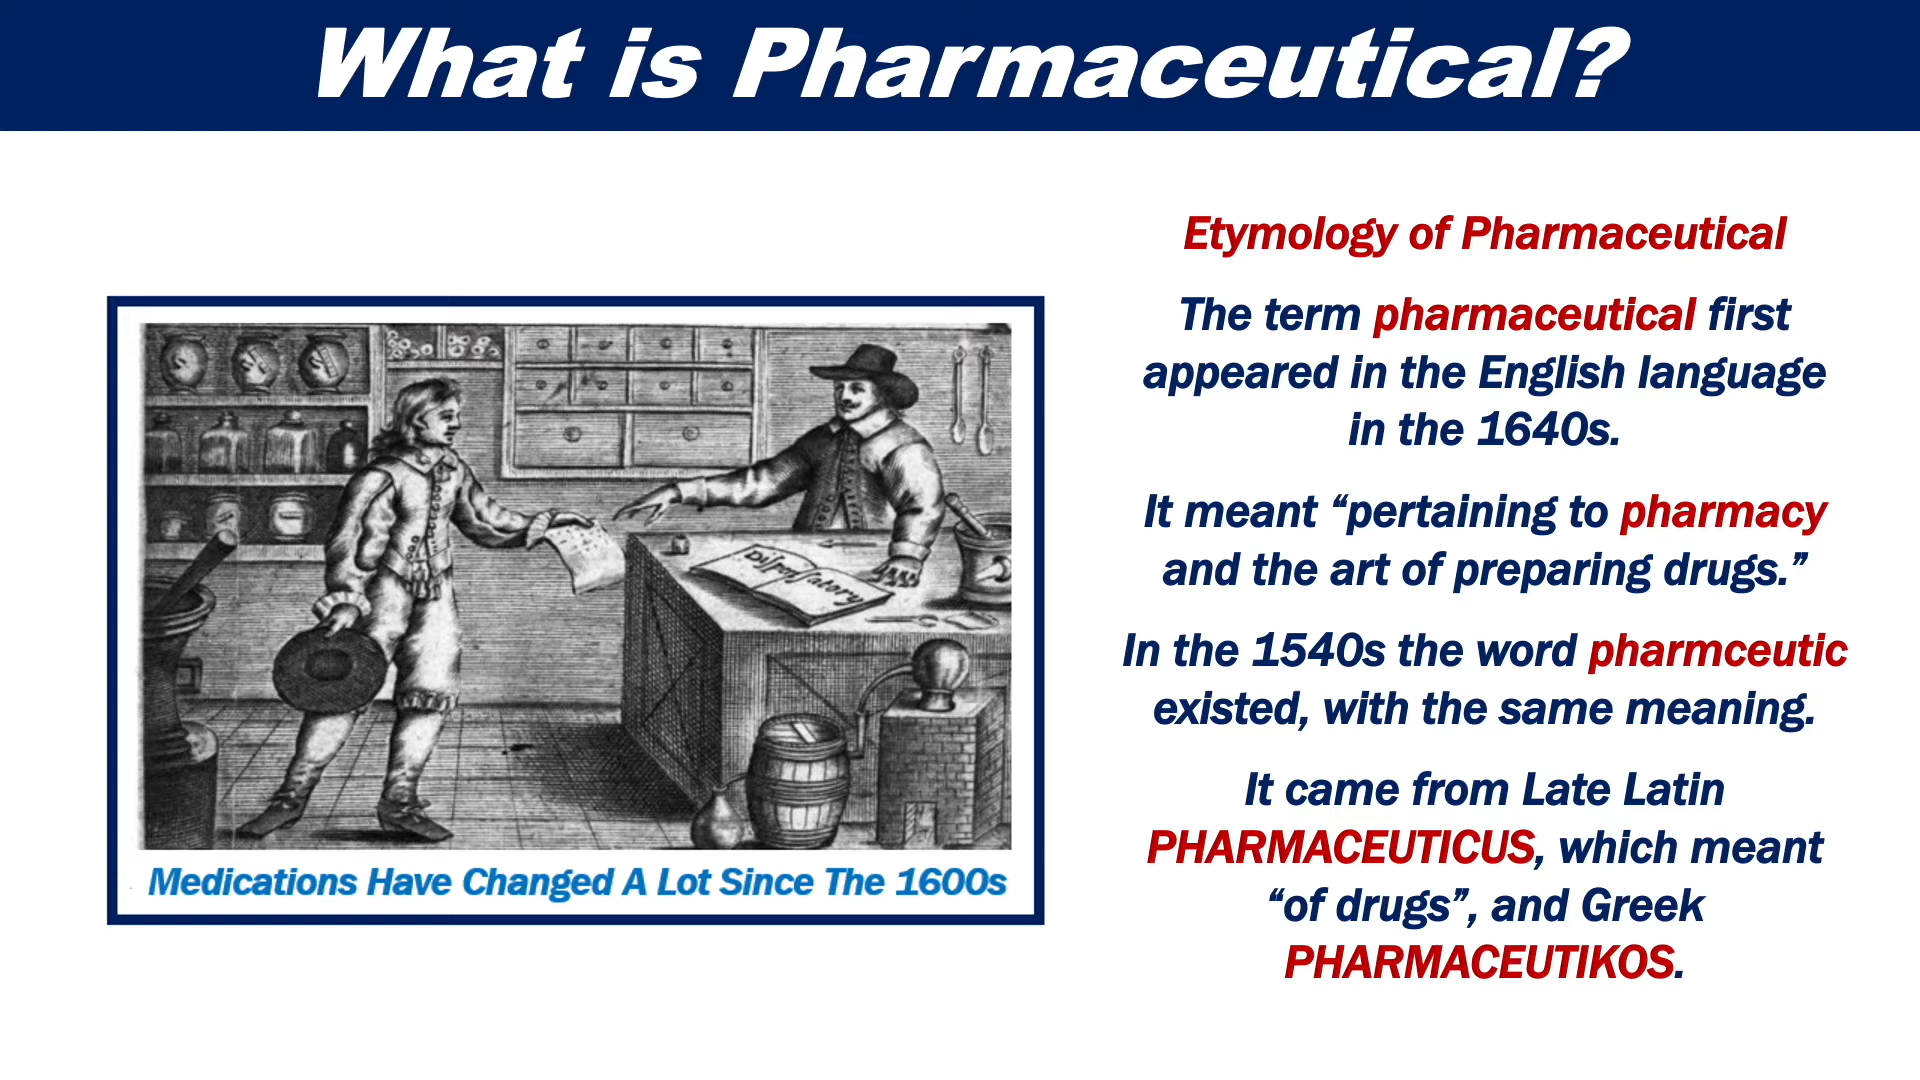 What is Pharmaceutical?
Dispensatory
Medications Have Changed A Lot Since The 1600s
Etymology of Pharmaceutical
The term pharmaceutical first
appeared in the English language
in the 1640s.
It meant “pertaining to pharmacy
and the art of preparing drugs.”
In the 1540s the word pharmceutic
existed, with the same meaning.
It came from Late Latin
PHARMACEUTICUS, which meant
“of drugs”, and Greek
PHARMACEUTIKOS.